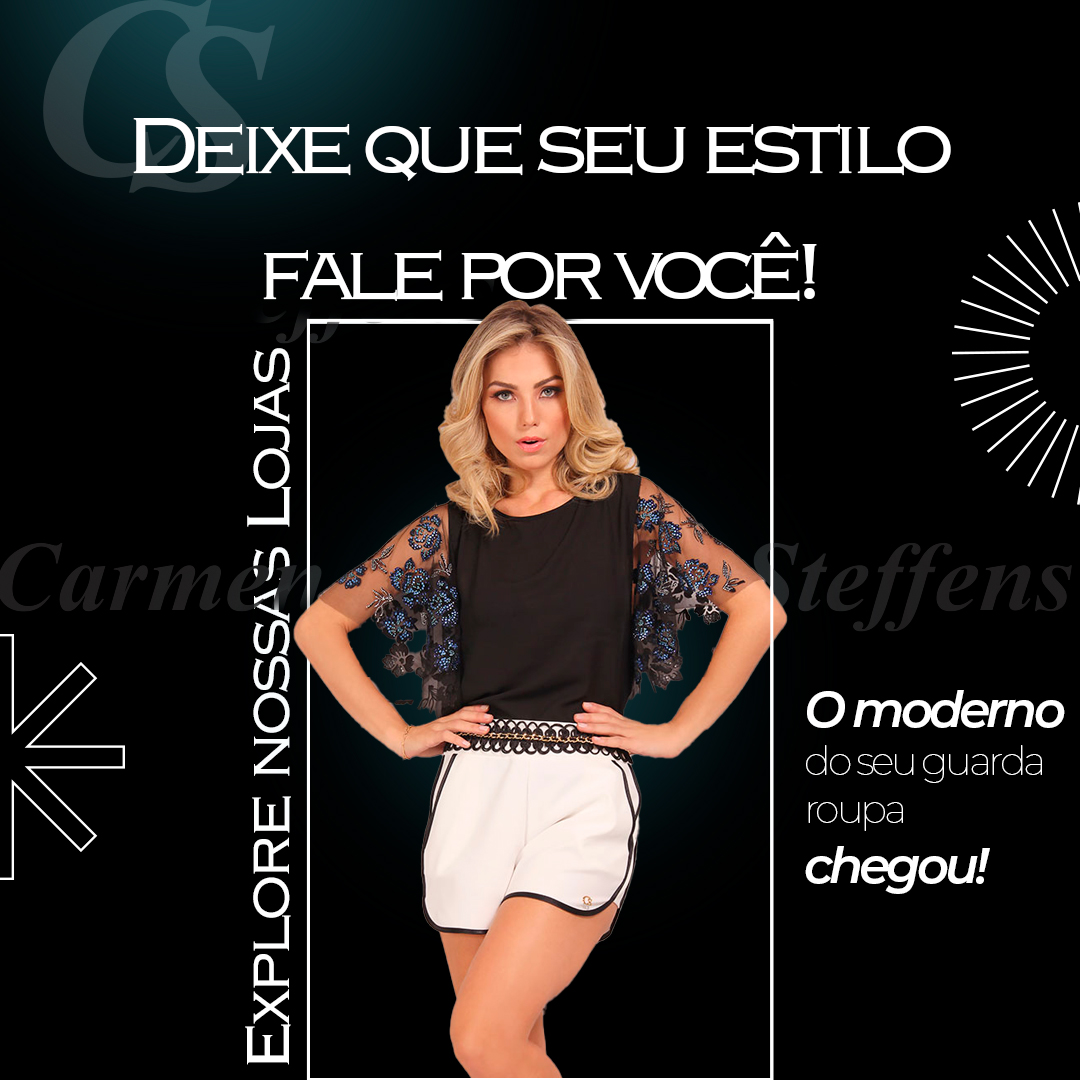 CS
DEIXE QUE SEU ESTILO
FALE POR VOCÊ!
EXPLORE NOSSAS LOJAS
Carmen Steffens
O moderno
do seu guarda
roupa
chegou!